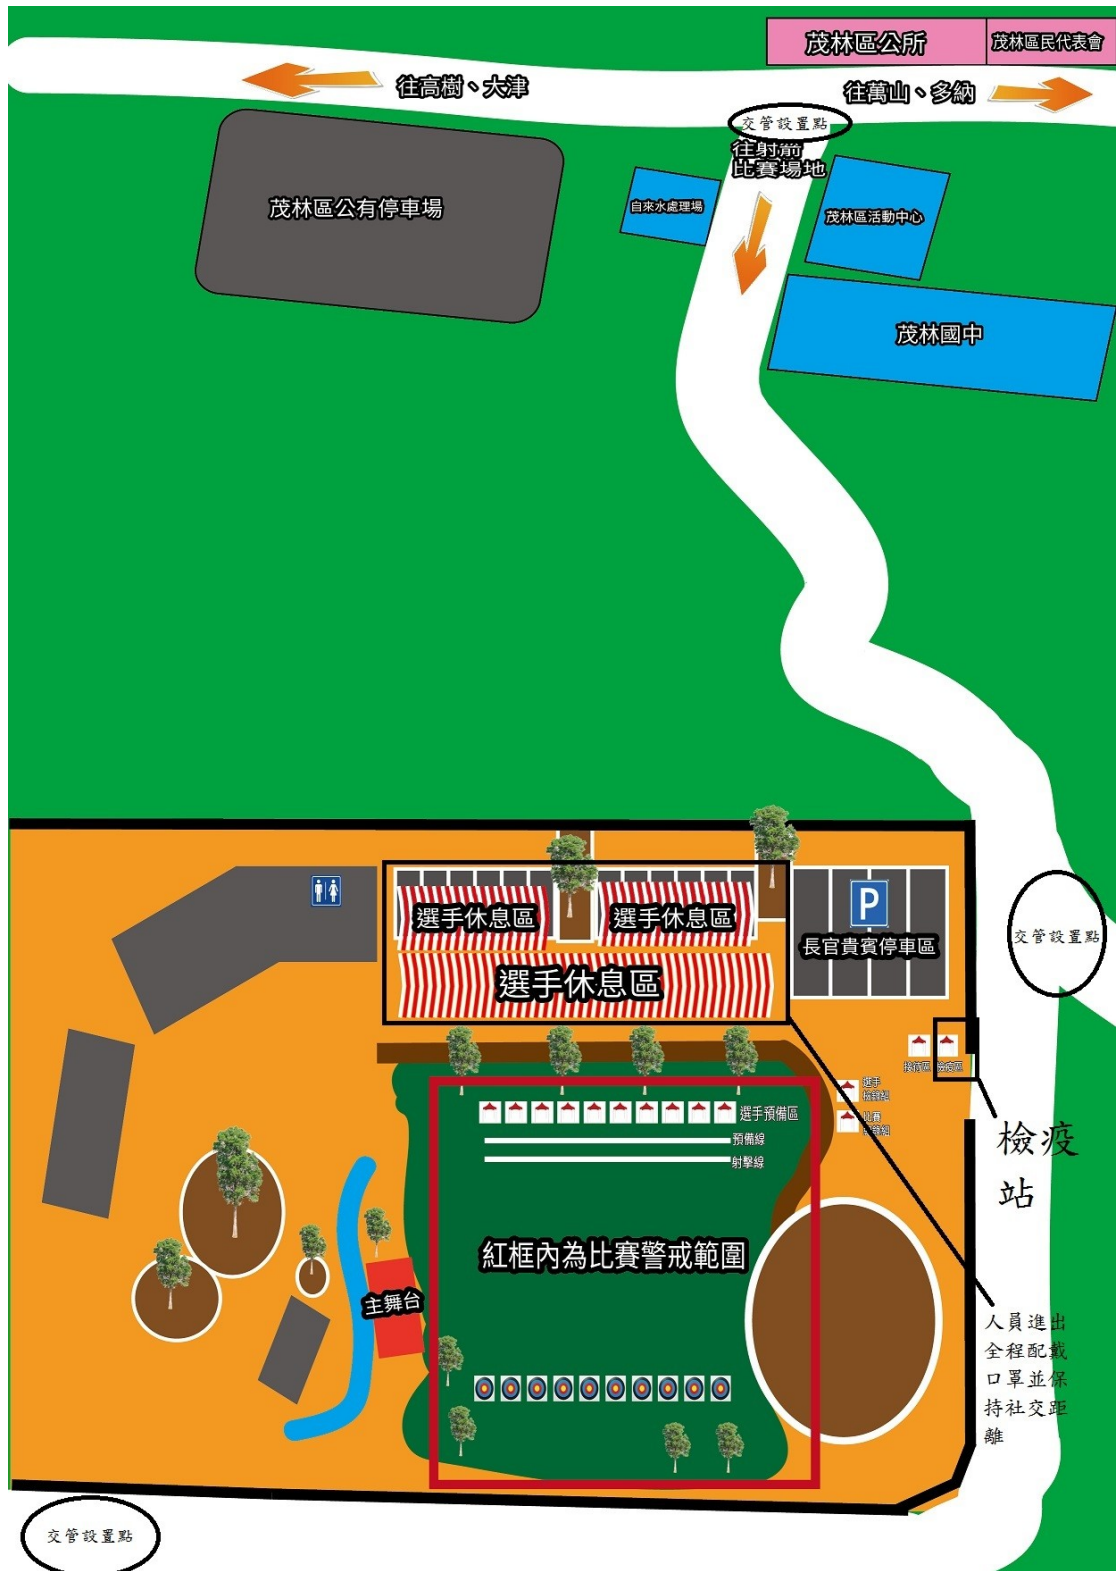 茂林區公所
茂林區民代表會
往高樹、大津
往萬山、多納
交管設置點
往射箭
比賽場地
茂林區公有停車場
自來水處理場
茂林區活動中心
茂林國中
選手休息區
選手休息區
P
長官貴賓停車區
選手休息區
交管設置點
檢疫區
選手
比賽
選手預備區
預備線
射擊線
檢疫
站
紅框內為比賽警戒範圍
主舞台
人員進出
全程配戴
口罩並保
持社交距
離
交管設置點